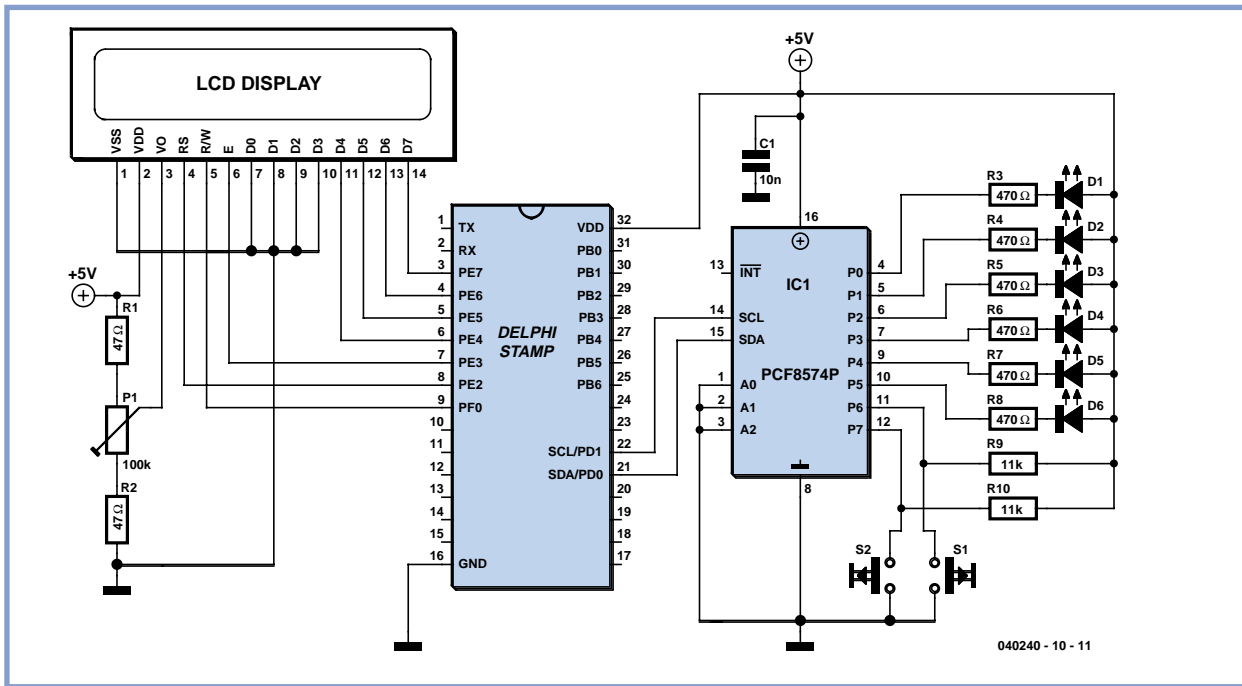 LCD DISPLAY
VSS VDD VO RS R/W E D0 D1 D2 D3 D4 D5 D6 D7
1 2 3 4 5 6 7 8 9 10 11 12 13 14
+5V
R1
47Ω
P1
100k
R2
47Ω
DELPHI
STAMP
1 TX
2 RX
3 PE7
4 PE6
5 PE5
6 PE4
7 PE3
8 PE2
9 PF0
10
11
12
13
14
15
16 GND
VDD 32
PB0 31
PB1 30
PB2 29
PB3 28
PB4 27
PB5 26
PB6 25
24
23
SCL/PD1 22
SDA/PD0 21
20
19
18
17
+5V
C1
10n
16
IC1
PCF8574P
13 INT
14 SCL
15 SDA
1 A0
2 A1
3 A2
P0 4
P1 5
P2 6
P3 7
P4 9
P5 10
P6 11
P7 12
8
R3
470 Ω
D1
R4
470 Ω
D2
R5
470 Ω
D3
R6
470 Ω
D4
R7
470 Ω
D5
R8
470 Ω
D6
R9
11k
R10
11k
S2 S1
040240 - 10 - 11